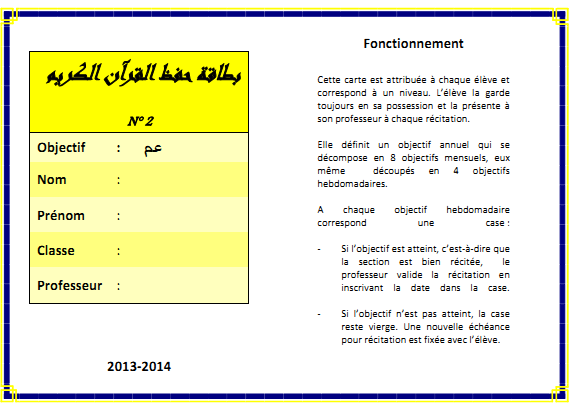 بطاقة حفظ القرآن الكريم
N° 2
Objectif : عم
Nom :
Prénom :
Classe :
Professeur :
2013-2014
Fonctionnement
Cette carte est attribuée à chaque élève et
correspond à un niveau. L’élève la garde
toujours en sa possession et la présente à
son professeur à chaque récitation.
Elle définit un objectif annuel qui se
décompose en 8 objectifs mensuels, eux
même découpés en 4 objectifs
hebdomadaires.
A chaque objectif hebdomadaire
correspond une case :
- Si l’objectif est atteint, c’est-à-dire que
la section est bien récitée, le
professeur valide la récitation en
inscrivant la date dans la case.
- Si l’objectif n’est pas atteint, la case
reste vierge. Une nouvelle échéance
pour récitation est fixée avec l’élève.